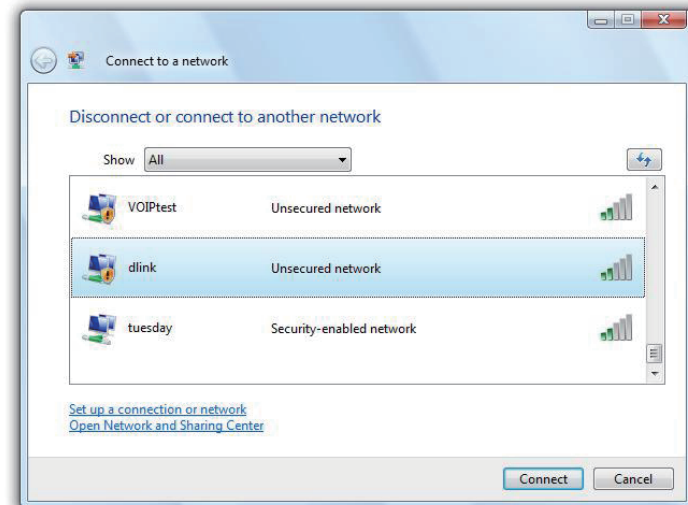 Connect to a network
Disconnect or connect to another network
Show All
VOIPtest Unsecured network
dlink Unsecured network
tuesday Security-enabled network
Set up a connection or network
Open Network and Sharing Center
Connect Cancel